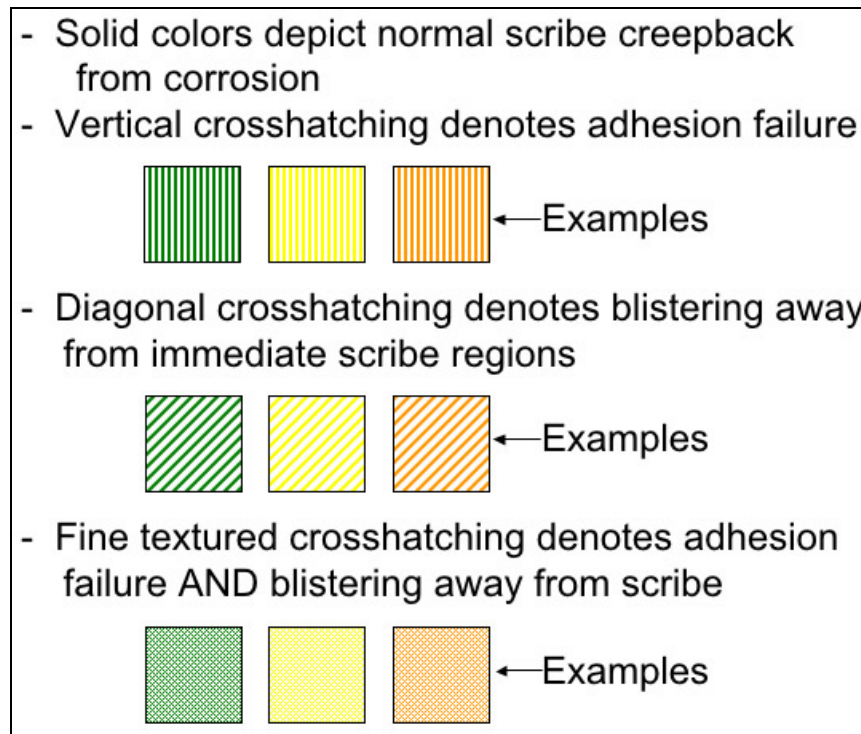 - Solid colors depict normal scribe creepback
from corrosion
- Vertical crosshatching denotes adhesion failure
Examples
- Diagonal crosshatching denotes blistering away
from immediate scribe regions
Examples
- Fine textured crosshatching denotes adhesion
failure AND blistering away from scribe
Examples